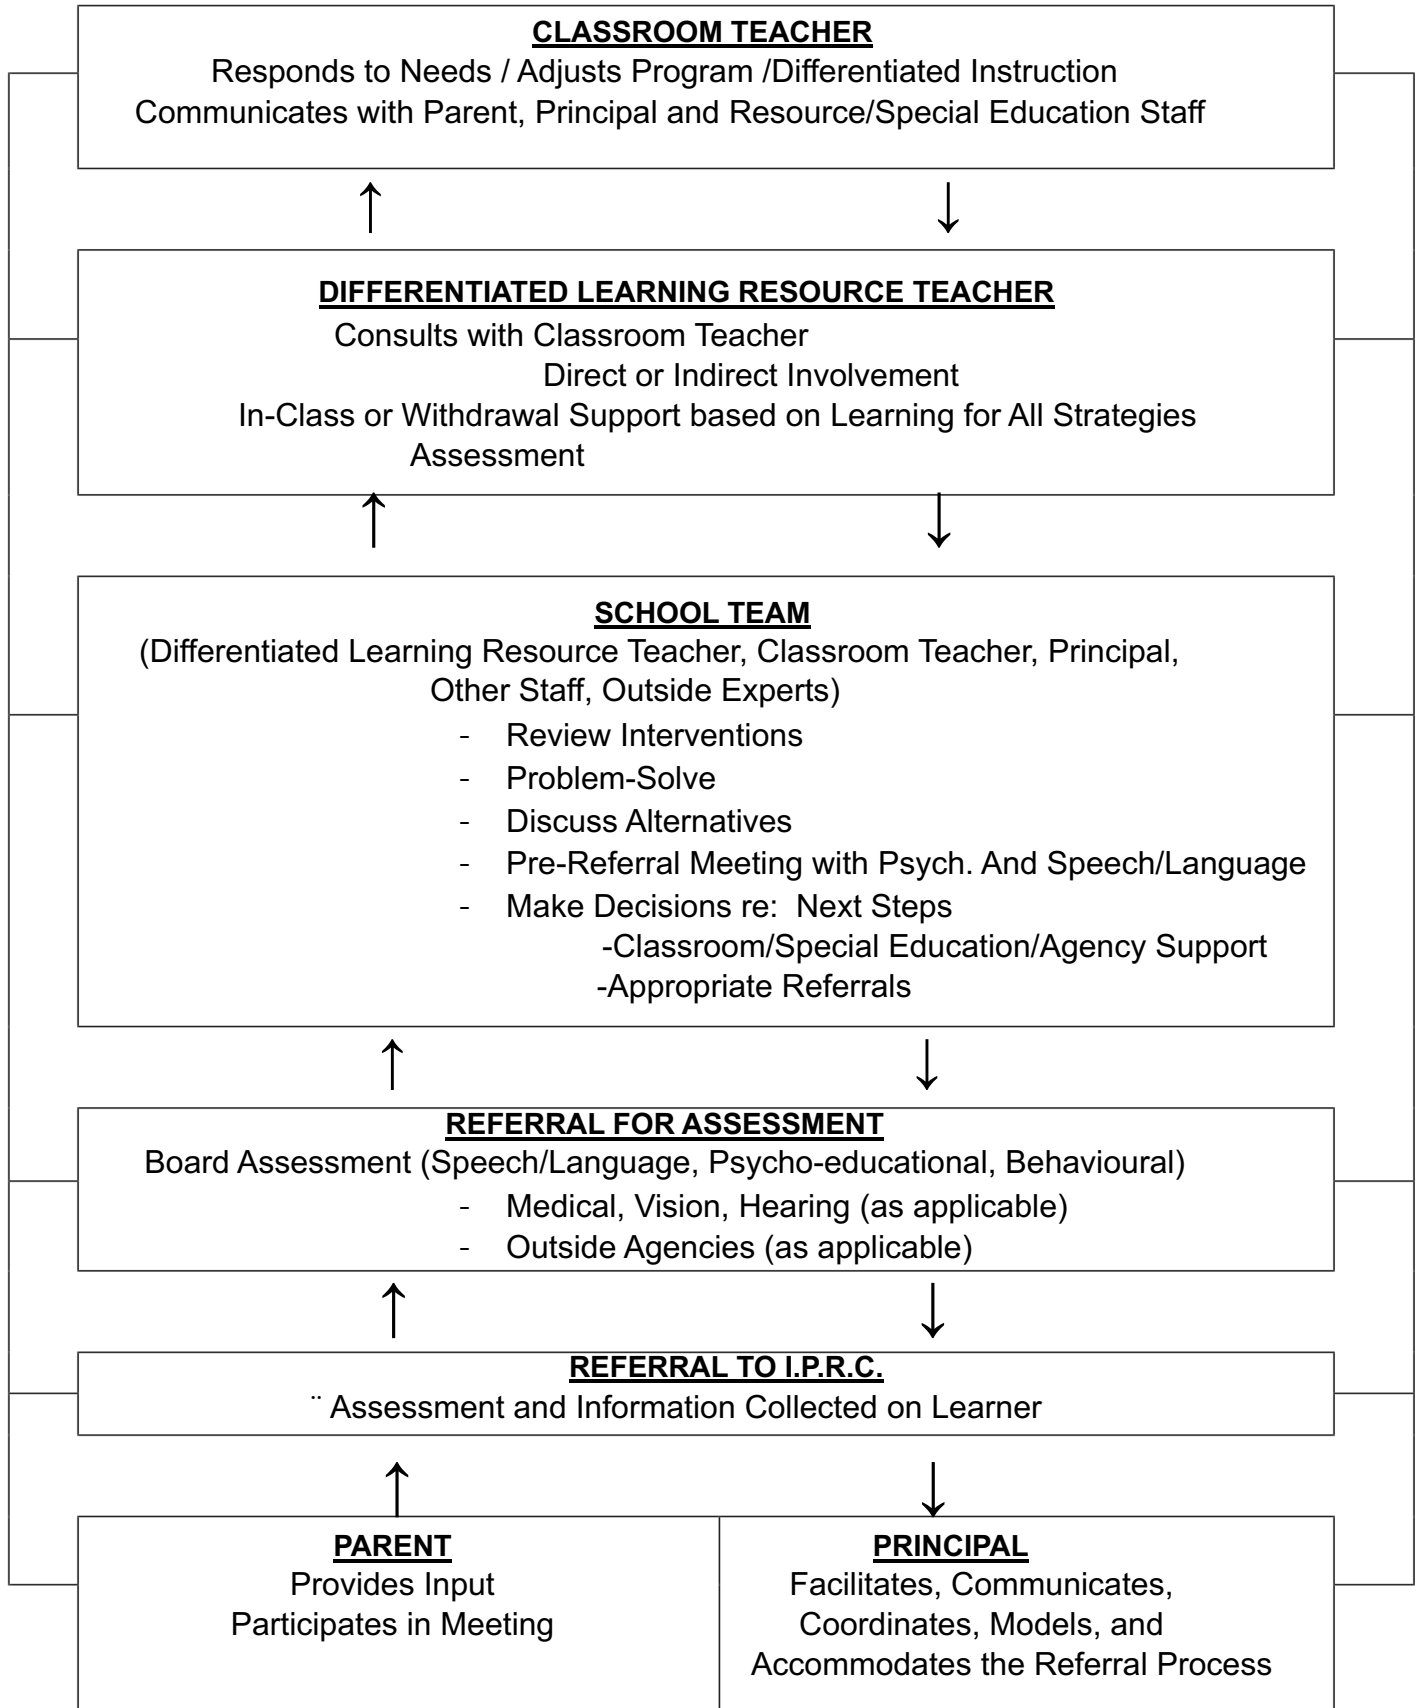 CLASSROOM TEACHER
Responds to Needs / Adjusts Program /Differentiated Instruction
Communicates with Parent, Principal and Resource/Special Education Staff
↑ ↓
DIFFERENTIATED LEARNING RESOURCE TEACHER
Consults with Classroom Teacher
Direct or Indirect Involvement
In-Class or Withdrawal Support based on Learning for All Strategies
Assessment
↑ ↓
SCHOOL TEAM
(Differentiated Learning Resource Teacher, Classroom Teacher, Principal,
Other Staff, Outside Experts)
- Review Interventions
- Problem-Solve
- Discuss Alternatives
- Pre-Referral Meeting with Psych. And Speech/Language
- Make Decisions re: Next Steps
-Classroom/Special Education/Agency Support
-Appropriate Referrals
↑ ↓
REFERRAL FOR ASSESSMENT
Board Assessment (Speech/Language, Psycho-educational, Behavioural)
- Medical, Vision, Hearing (as applicable)
- Outside Agencies (as applicable)
↑ ↓
REFERRAL TO I.P.R.C.
¨ Assessment and Information Collected on Learner
↑ ↓
PARENT
Provides Input
Participates in Meeting
PRINCIPAL
Facilitates, Communicates,
Coordinates, Models, and
Accommodates the Referral Process